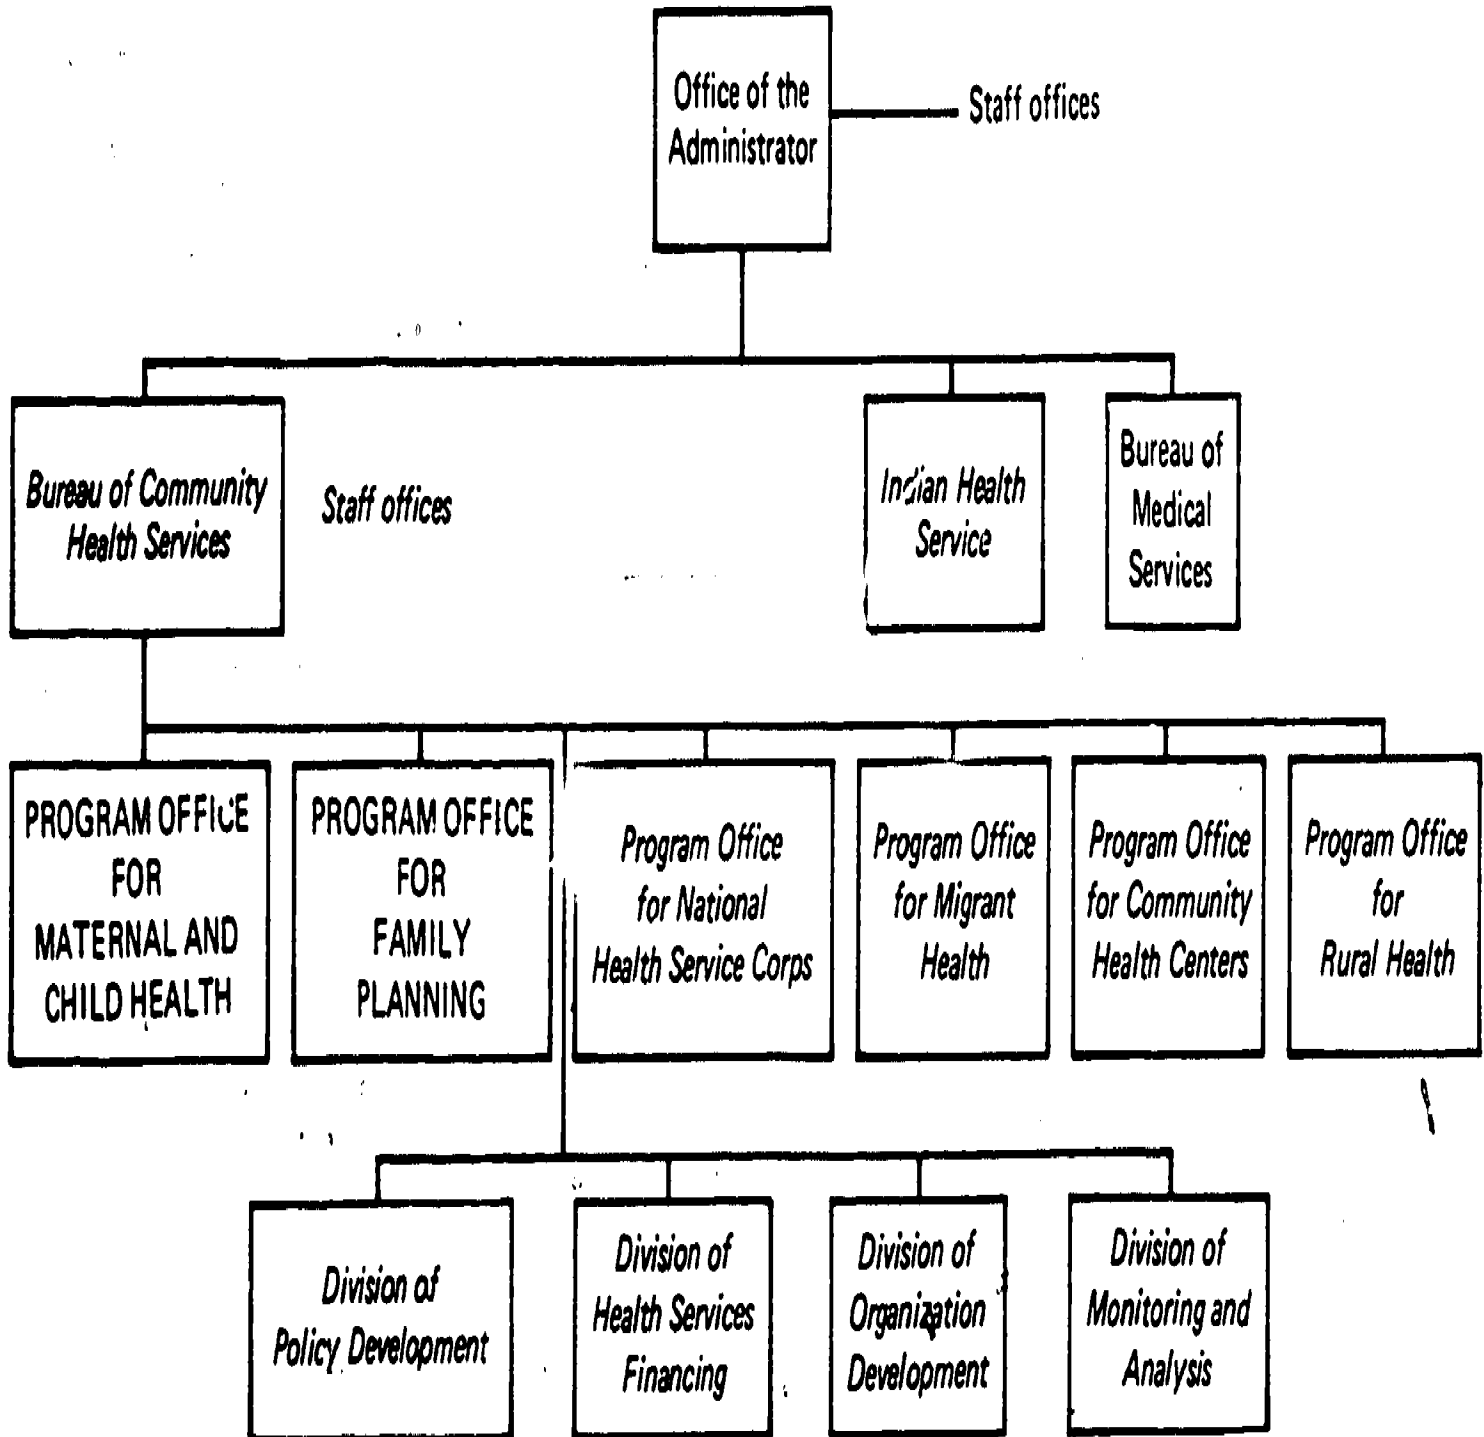 Office of the
Administrator
Staff offices
Bureau of Community
Health Services
Staff offices
Indian Health
Service
Bureau of
Medical
Services
PROGRAM OFFICE
FOR
MATERNAL AND
CHILD HEALTH
PROGRAM OFFICE
FOR
FAMILY
PLANNING
Program Office
for National
Health Service Corps
Program Office
for Migrant
Health
Program Office
for Community
Health Centers
Program Office
for
Rural Health
Division of
Policy Development
Division of
Health Services
Financing
Division of
Organization
Development
Division of
Monitoring and
Analysis